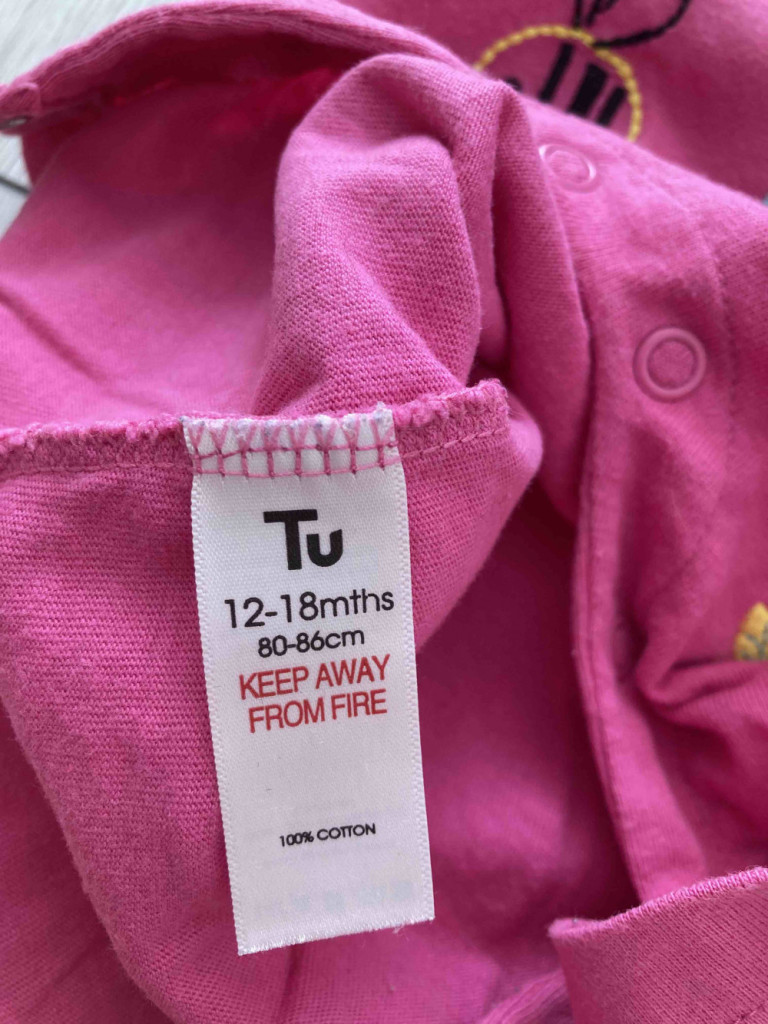 Tu
12-18mths
80-86cm
KEEP AWAY
FROM FIRE
100% COTTON